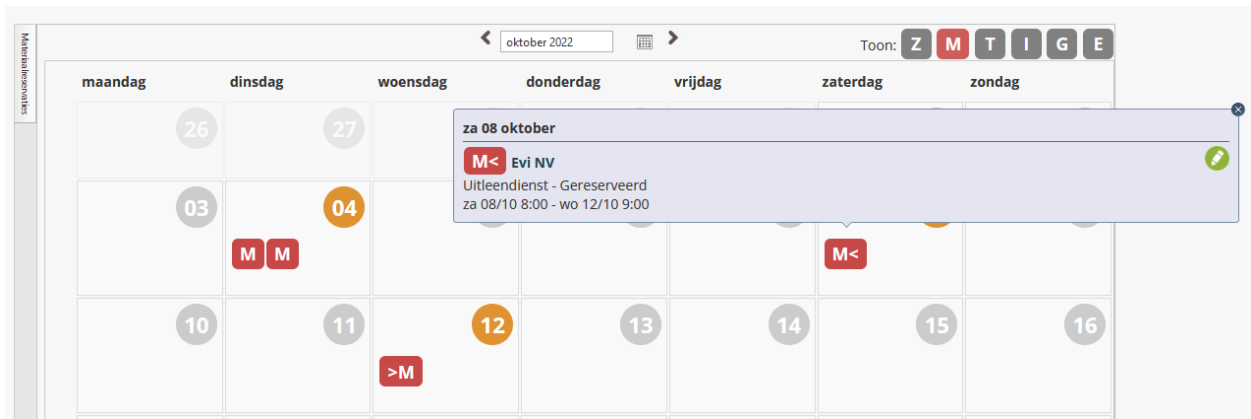 Materiaalreservaties
oktober 2022
Toon: Z M T I G E
maandag dinsdag woensdag donderdag vrijdag zaterdag zondag
26 27
za 08 oktober
M< Evi NV
Uitleendienst - Gereserveerd
za 08/10 8:00 - wo 12/10 9:00
03 04
M M M<
10 11 12 13 14 15 16
>M